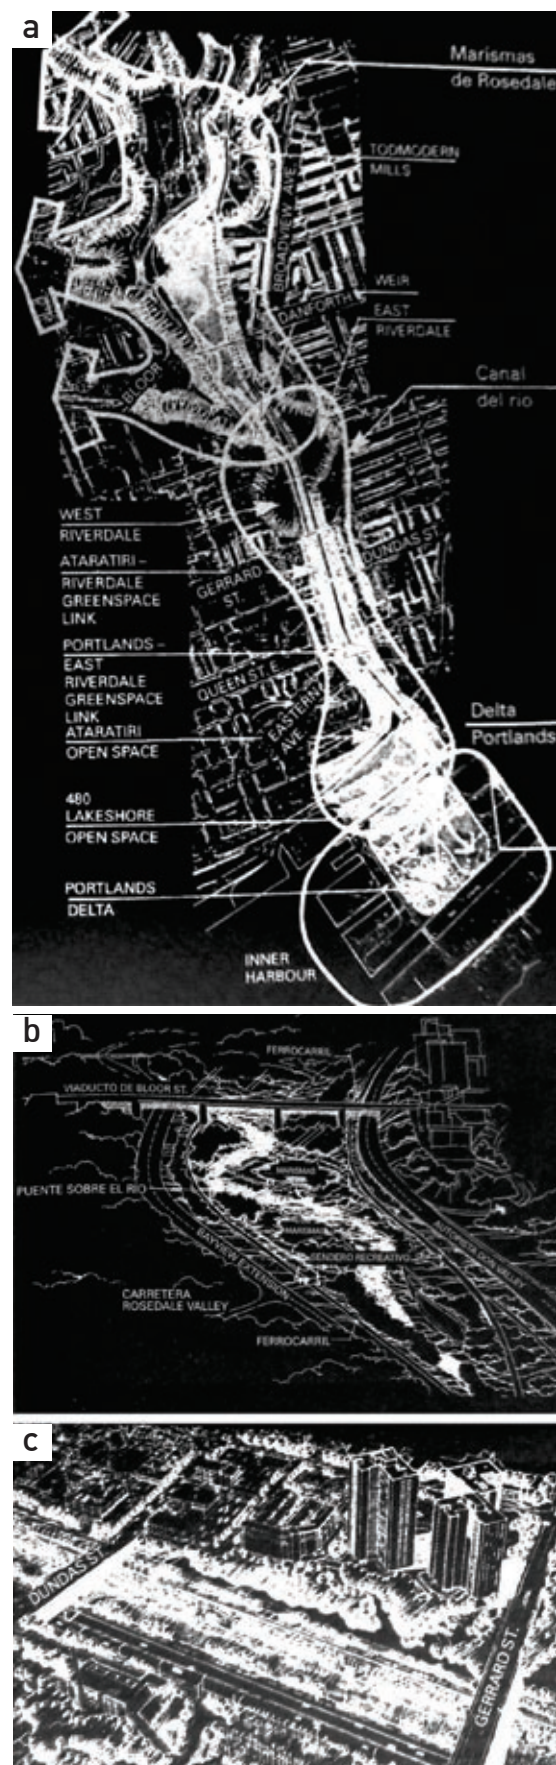 a
Marismas
de Rosedale
TODMODERN
MILLS
BROADVIEW AVE
WEIR
DANFORTH
EAST
RIVERDALE
BLOOR
Canal
del rio
WEST
RIVERDALE
DUNDAS ST.
ATARATIRI –
RIVERDALE
GREENSPACE
LINK
GERRARD
ST.
PORTLANDS –
EAST
RIVERDALE
GREENSPACE
LINK
QUEEN ST. E.
EASTERN
AVE
ATARATIRI
OPEN SPACE
Delta
Portlands
480
LAKESHORE
OPEN SPACE
PORTLANDS
DELTA
INNER
HARBOUR
b
FERROCARRIL
VIADUCTO DE BLOOR ST.
MARISMAS
PUENTE SOBRE EL RIO
MARISMAS
SENDERO RECREATIVO
BAYVIEW EXTENSION
DON VALLEY
CARRETERA
ROSEDALE VALLEY
FERROCARRIL
c
DUNDAS ST.
GERRARD ST.